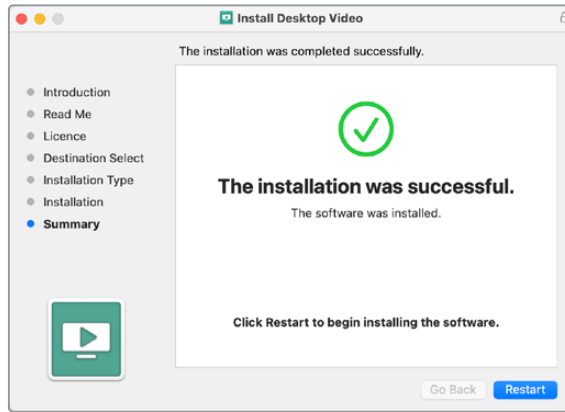 Install Desktop Video
The installation was completed successfully.
Introduction
Read Me
Licence
Destination Select
Installation Type
Installation
Summary
The installation was successful.
The software was installed.
Click Restart to begin installing the software.
Go Back
Restart